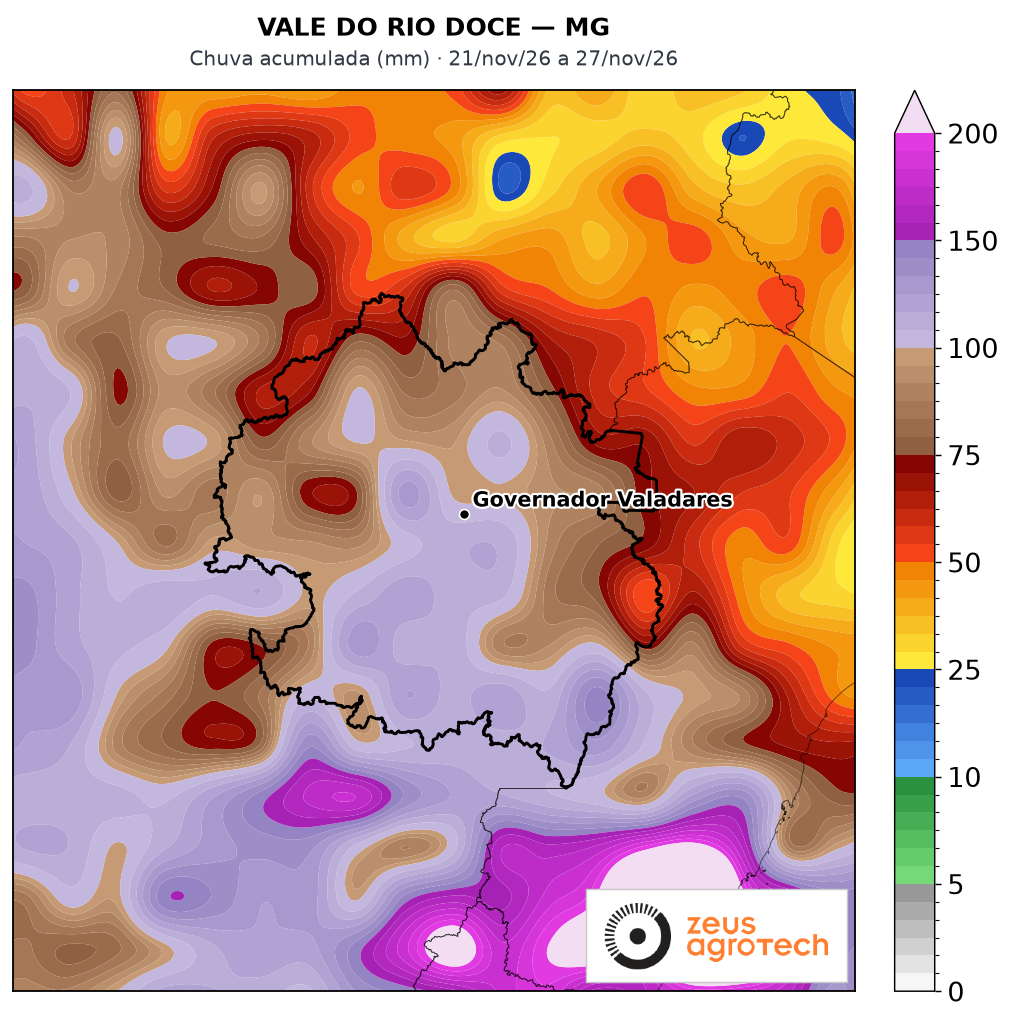 VALE DO RIO DOCE — MG
Chuva acumulada (mm) · 21/nov/26 a 27/nov/26
Governador Valadares
200
150
100
75
50
25
10
5
0
zeus
agrotech